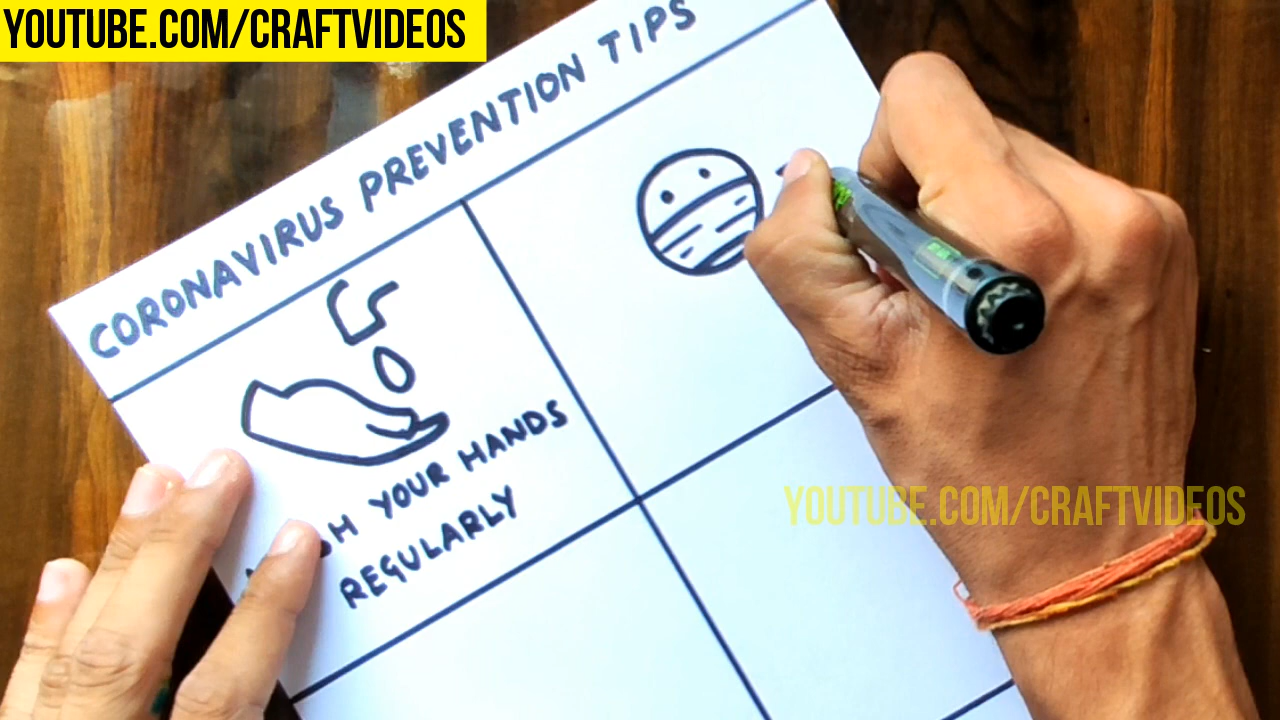 YOUTUBE.COM/CRAFTVIDEOS
CORONAVIRUS PREVENTION TIPS
YOUR HANDS
REGULARLY
YOUTUBE.COM/CRAFTVIDEOS